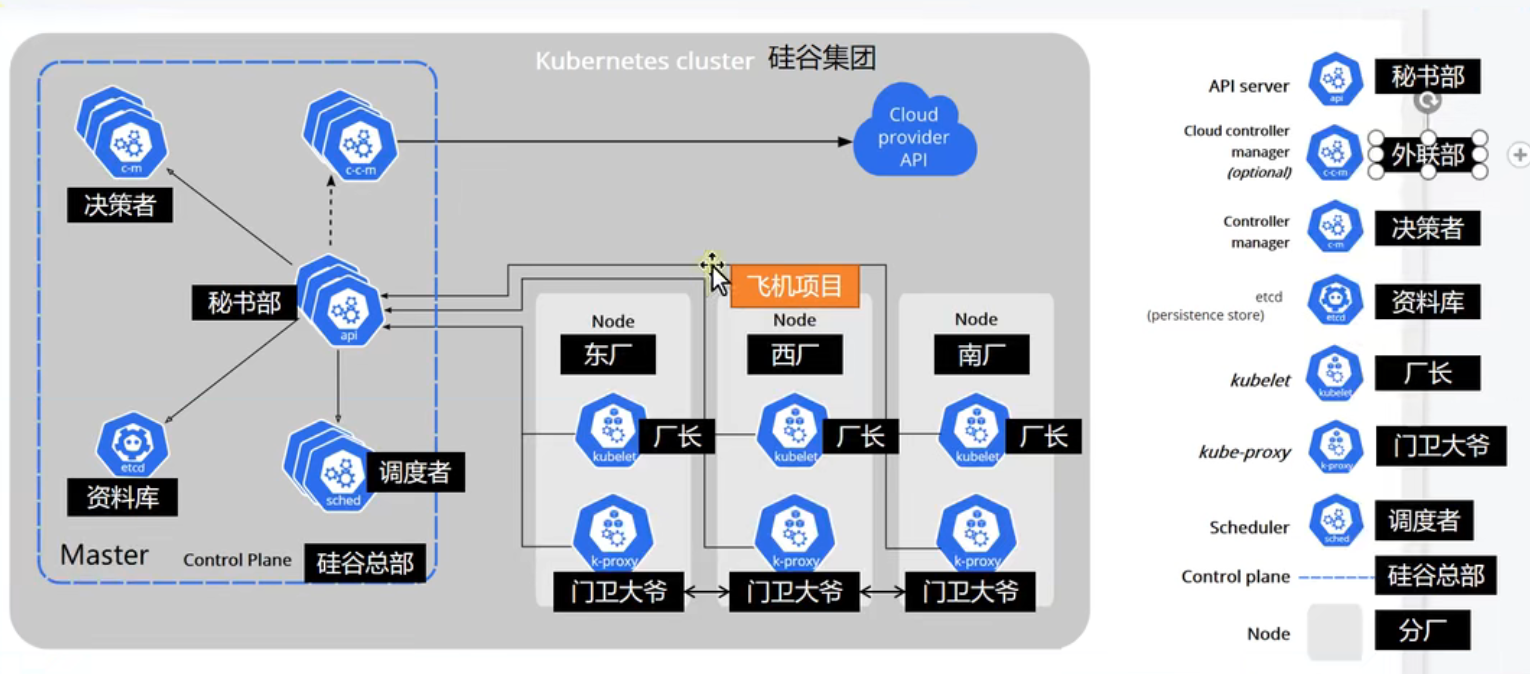 Kubernetes cluster 硅谷集团
c-m
决策者
c-c-m
Cloud
provider
API
秘书部
api
飞机项目
etcd
资料库
sched
调度者
Master
Control Plane
硅谷总部
Node
东厂
kubelet
厂长
k-proxy
门卫大爷
Node
西厂
kubelet
厂长
k-proxy
门卫大爷
Node
南厂
kubelet
厂长
k-proxy
门卫大爷
API server
api
秘书部
Cloud controller
manager
(optional)
c-c-m
外联部
Controller
manager
c-m
决策者
etcd
(persistence store)
etcd
资料库
kubelet
kubelet
厂长
kube-proxy
k-proxy
门卫大爷
Scheduler
sched
调度者
Control plane
硅谷总部
Node
分厂